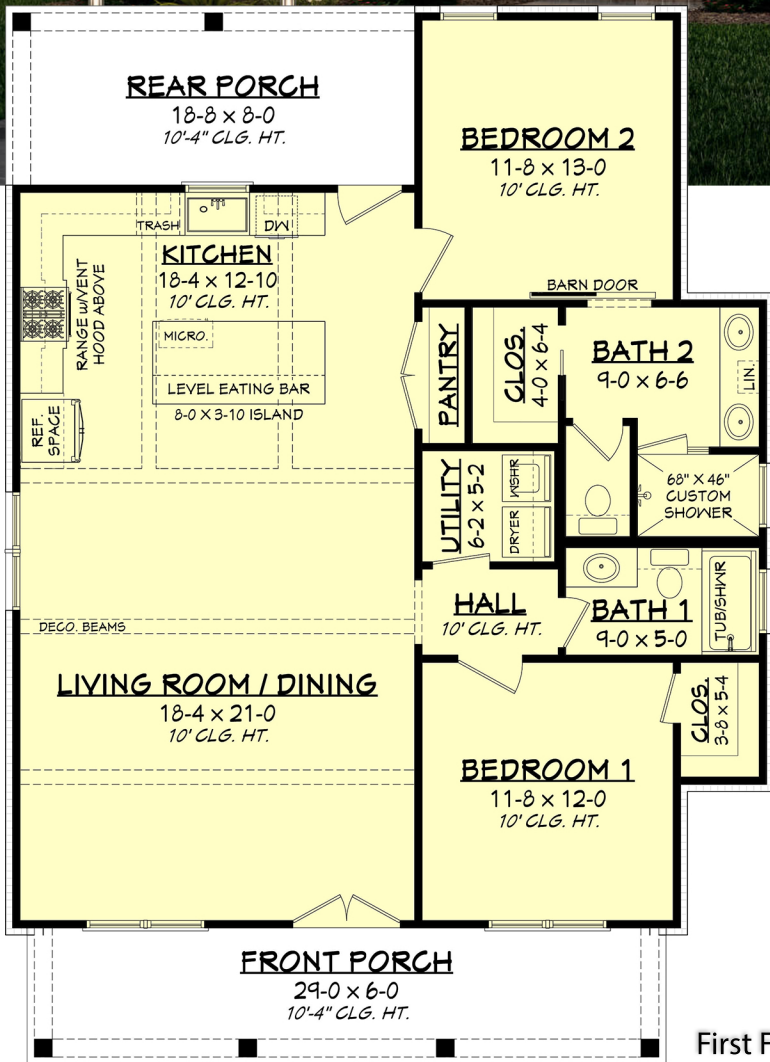 REAR PORCH
18-8 x 8-0
10'-4" CLG. HT.
BEDROOM 2
11-8 x 13-0
10' CLG. HT.
TRASH
DW
KITCHEN
18-4 x 12-10
10' CLG. HT.
RANGE W/VENT
HOOD ABOVE
MICRO.
LEVEL EATING BAR
8-0 X 3-10 ISLAND
REF.
SPACE
BARN DOOR
PANTRY
CLOS.
4-0 x 6-4
BATH 2
9-0 x 6-6
LIN.
UTILITY
6-2 x 5-2
WSHR
DRYER
68" X 46"
CUSTOM
SHOWER
HALL
10' CLG. HT.
BATH 1
9-0 x 5-0
TUB/SHWR
DECO. BEAMS
LIVING ROOM / DINING
18-4 x 21-0
10' CLG. HT.
CLOS.
3-8 x 5-4
BEDROOM 1
11-8 x 12-0
10' CLG. HT.
FRONT PORCH
29-0 x 6-0
10'-4" CLG. HT.
First F